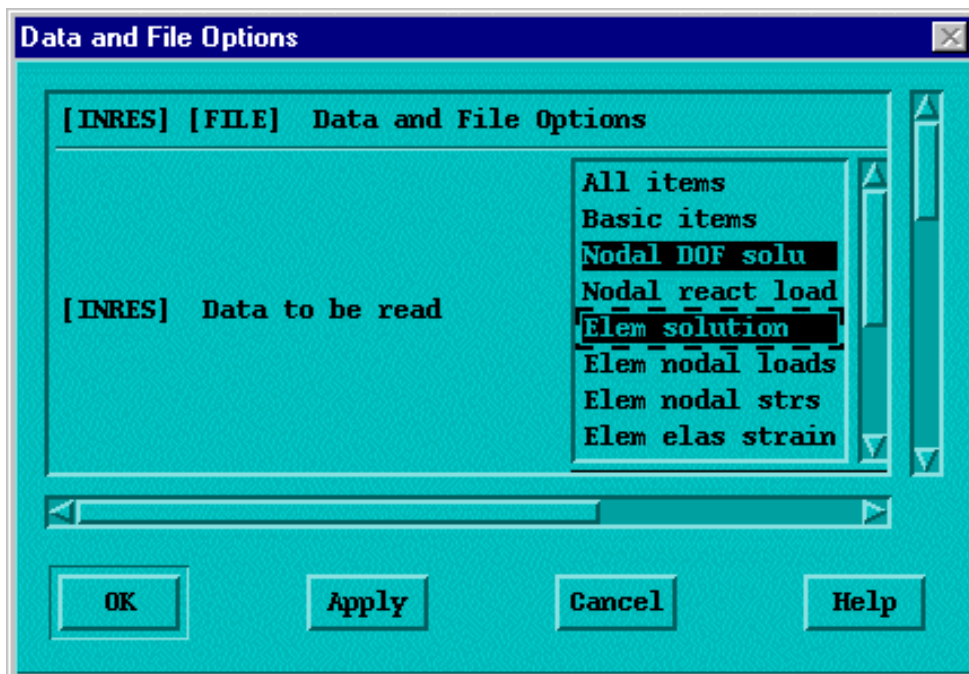 Data and File Options
[INRES] [FILE] Data and File Options
All items
Basic items
Nodal DOF solu
Nodal react load
[INRES] Data to be read
Elem solution
Elem nodal loads
Elem nodal strs
Elem elas strain
OK Apply Cancel Help